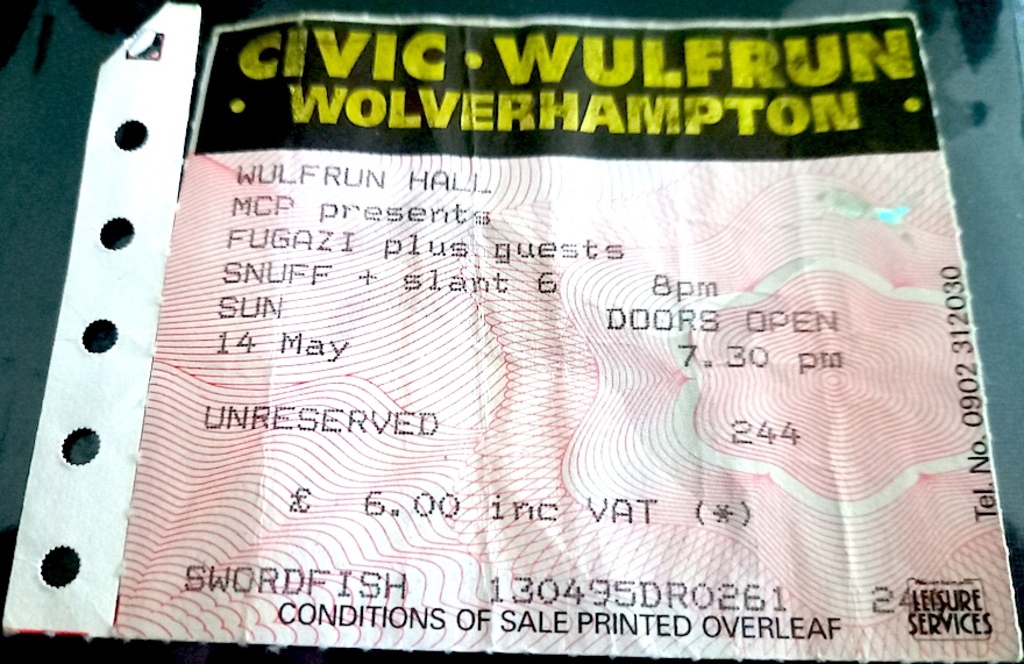 CIVIC · WULFRUN
· WOLVERHAMPTON ·
WULFRUN HALL
MCP presents
FUGAZI plus guests
SNUFF + slant 6 8pm
SUN DOORS OPEN
14 May 7.30 pm
UNRESERVED 244
£ 6.00 inc VAT (*)
SWORDFISH 130495DR0261 24
CONDITIONS OF SALE PRINTED OVERLEAF
LEISURE
SERVICES
Tel. No. 0902 312030